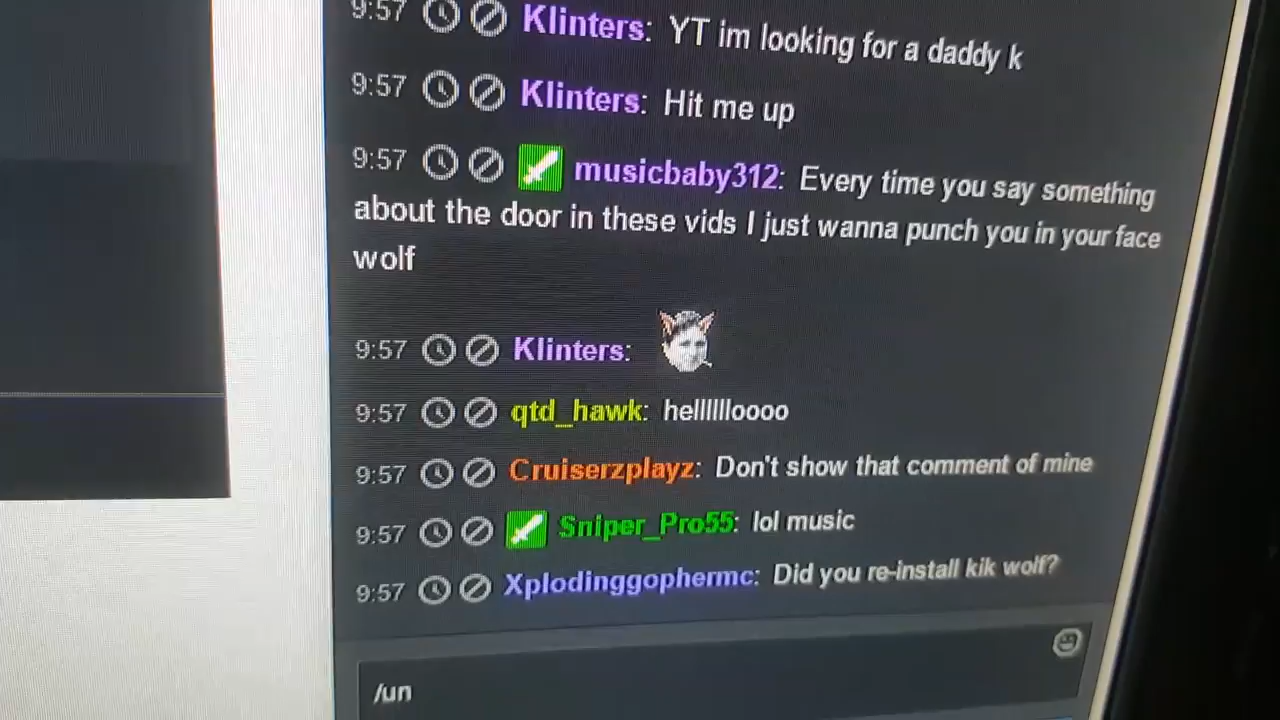 9:57 Klinters: YT im looking for a daddy k
9:57 Klinters: Hit me up
9:57 musicbaby312: Every time you say something
about the door in these vids I just wanna punch you in your face
wolf
9:57 Klinters:
9:57 qtd_hawk: helllllloooo
9:57 Cruiserzplayz: Don't show that comment of mine
9:57 Sniper_Pro55: lol music
9:57 Xplodinggophermc: Did you re-install kik wolf?
/un